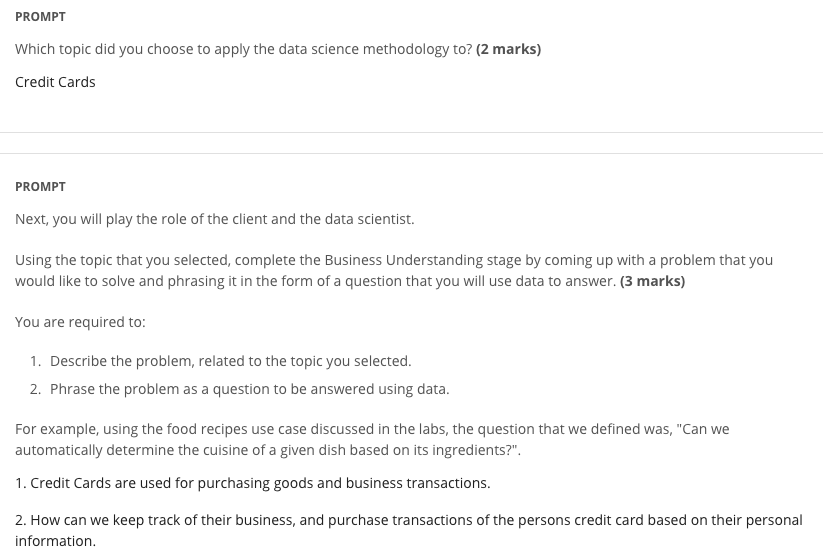 PROMPT
Which topic did you choose to apply the data science methodology to? (2 marks)
Credit Cards
PROMPT
Next, you will play the role of the client and the data scientist.
Using the topic that you selected, complete the Business Understanding stage by coming up with a problem that you
would like to solve and phrasing it in the form of a question that you will use data to answer. (3 marks)
You are required to:
1. Describe the problem, related to the topic you selected.
2. Phrase the problem as a question to be answered using data.
For example, using the food recipes use case discussed in the labs, the question that we defined was, "Can we
automatically determine the cuisine of a given dish based on its ingredients?".
1. Credit Cards are used for purchasing goods and business transactions.
2. How can we keep track of their business, and purchase transactions of the persons credit card based on their personal
information.